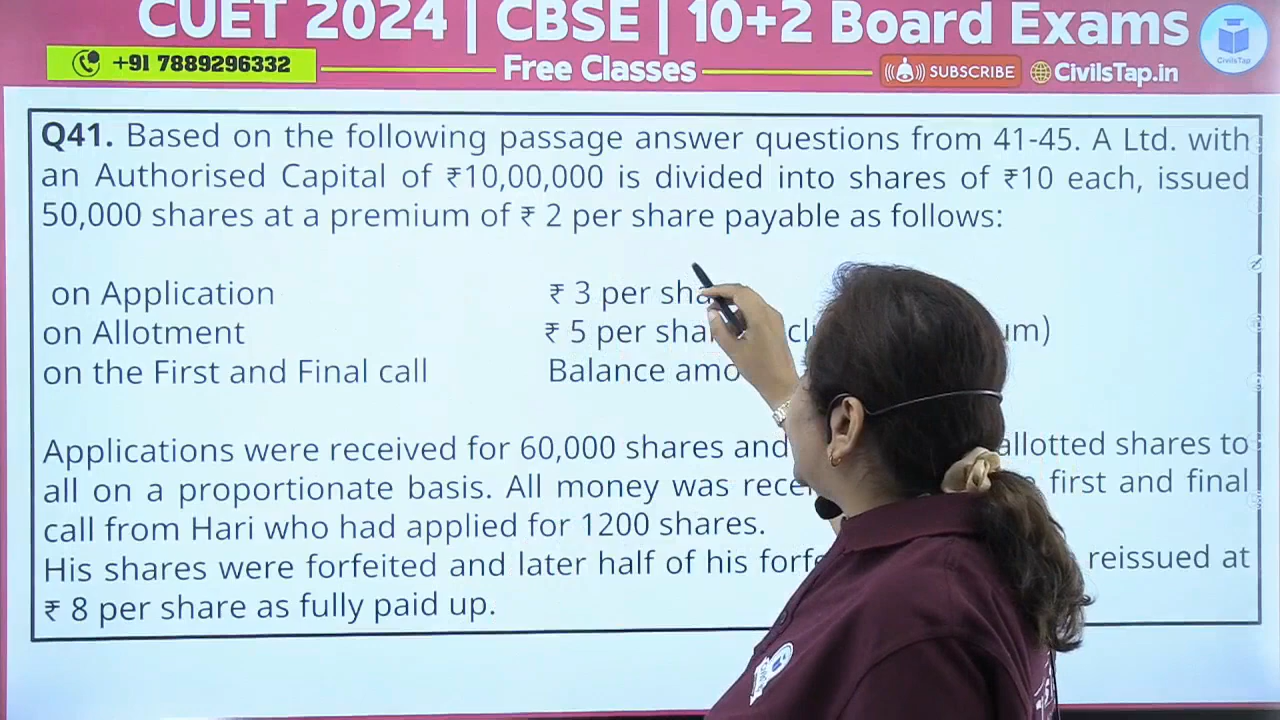 CUET 2024 | CBSE | 10+2 Board Exams
+91 7889296332
Free Classes
SUBSCRIBE
CivilsTap.in
CivilsTap
Q41. Based on the following passage answer questions from 41-45. A Ltd. with
an Authorised Capital of ₹10,00,000 is divided into shares of ₹10 each, issued
50,000 shares at a premium of ₹ 2 per share payable as follows:
on Application ₹ 3 per
on Allotment ₹ 5 per
on the First and Final call Balance
Applications were received for 60,000 shares and allotted shares to
all on a proportionate basis. All money was first and final
call from Hari who had applied for 1200 shares.
His shares were forfeited and later half of his reissued at
₹ 8 per share as fully paid up.